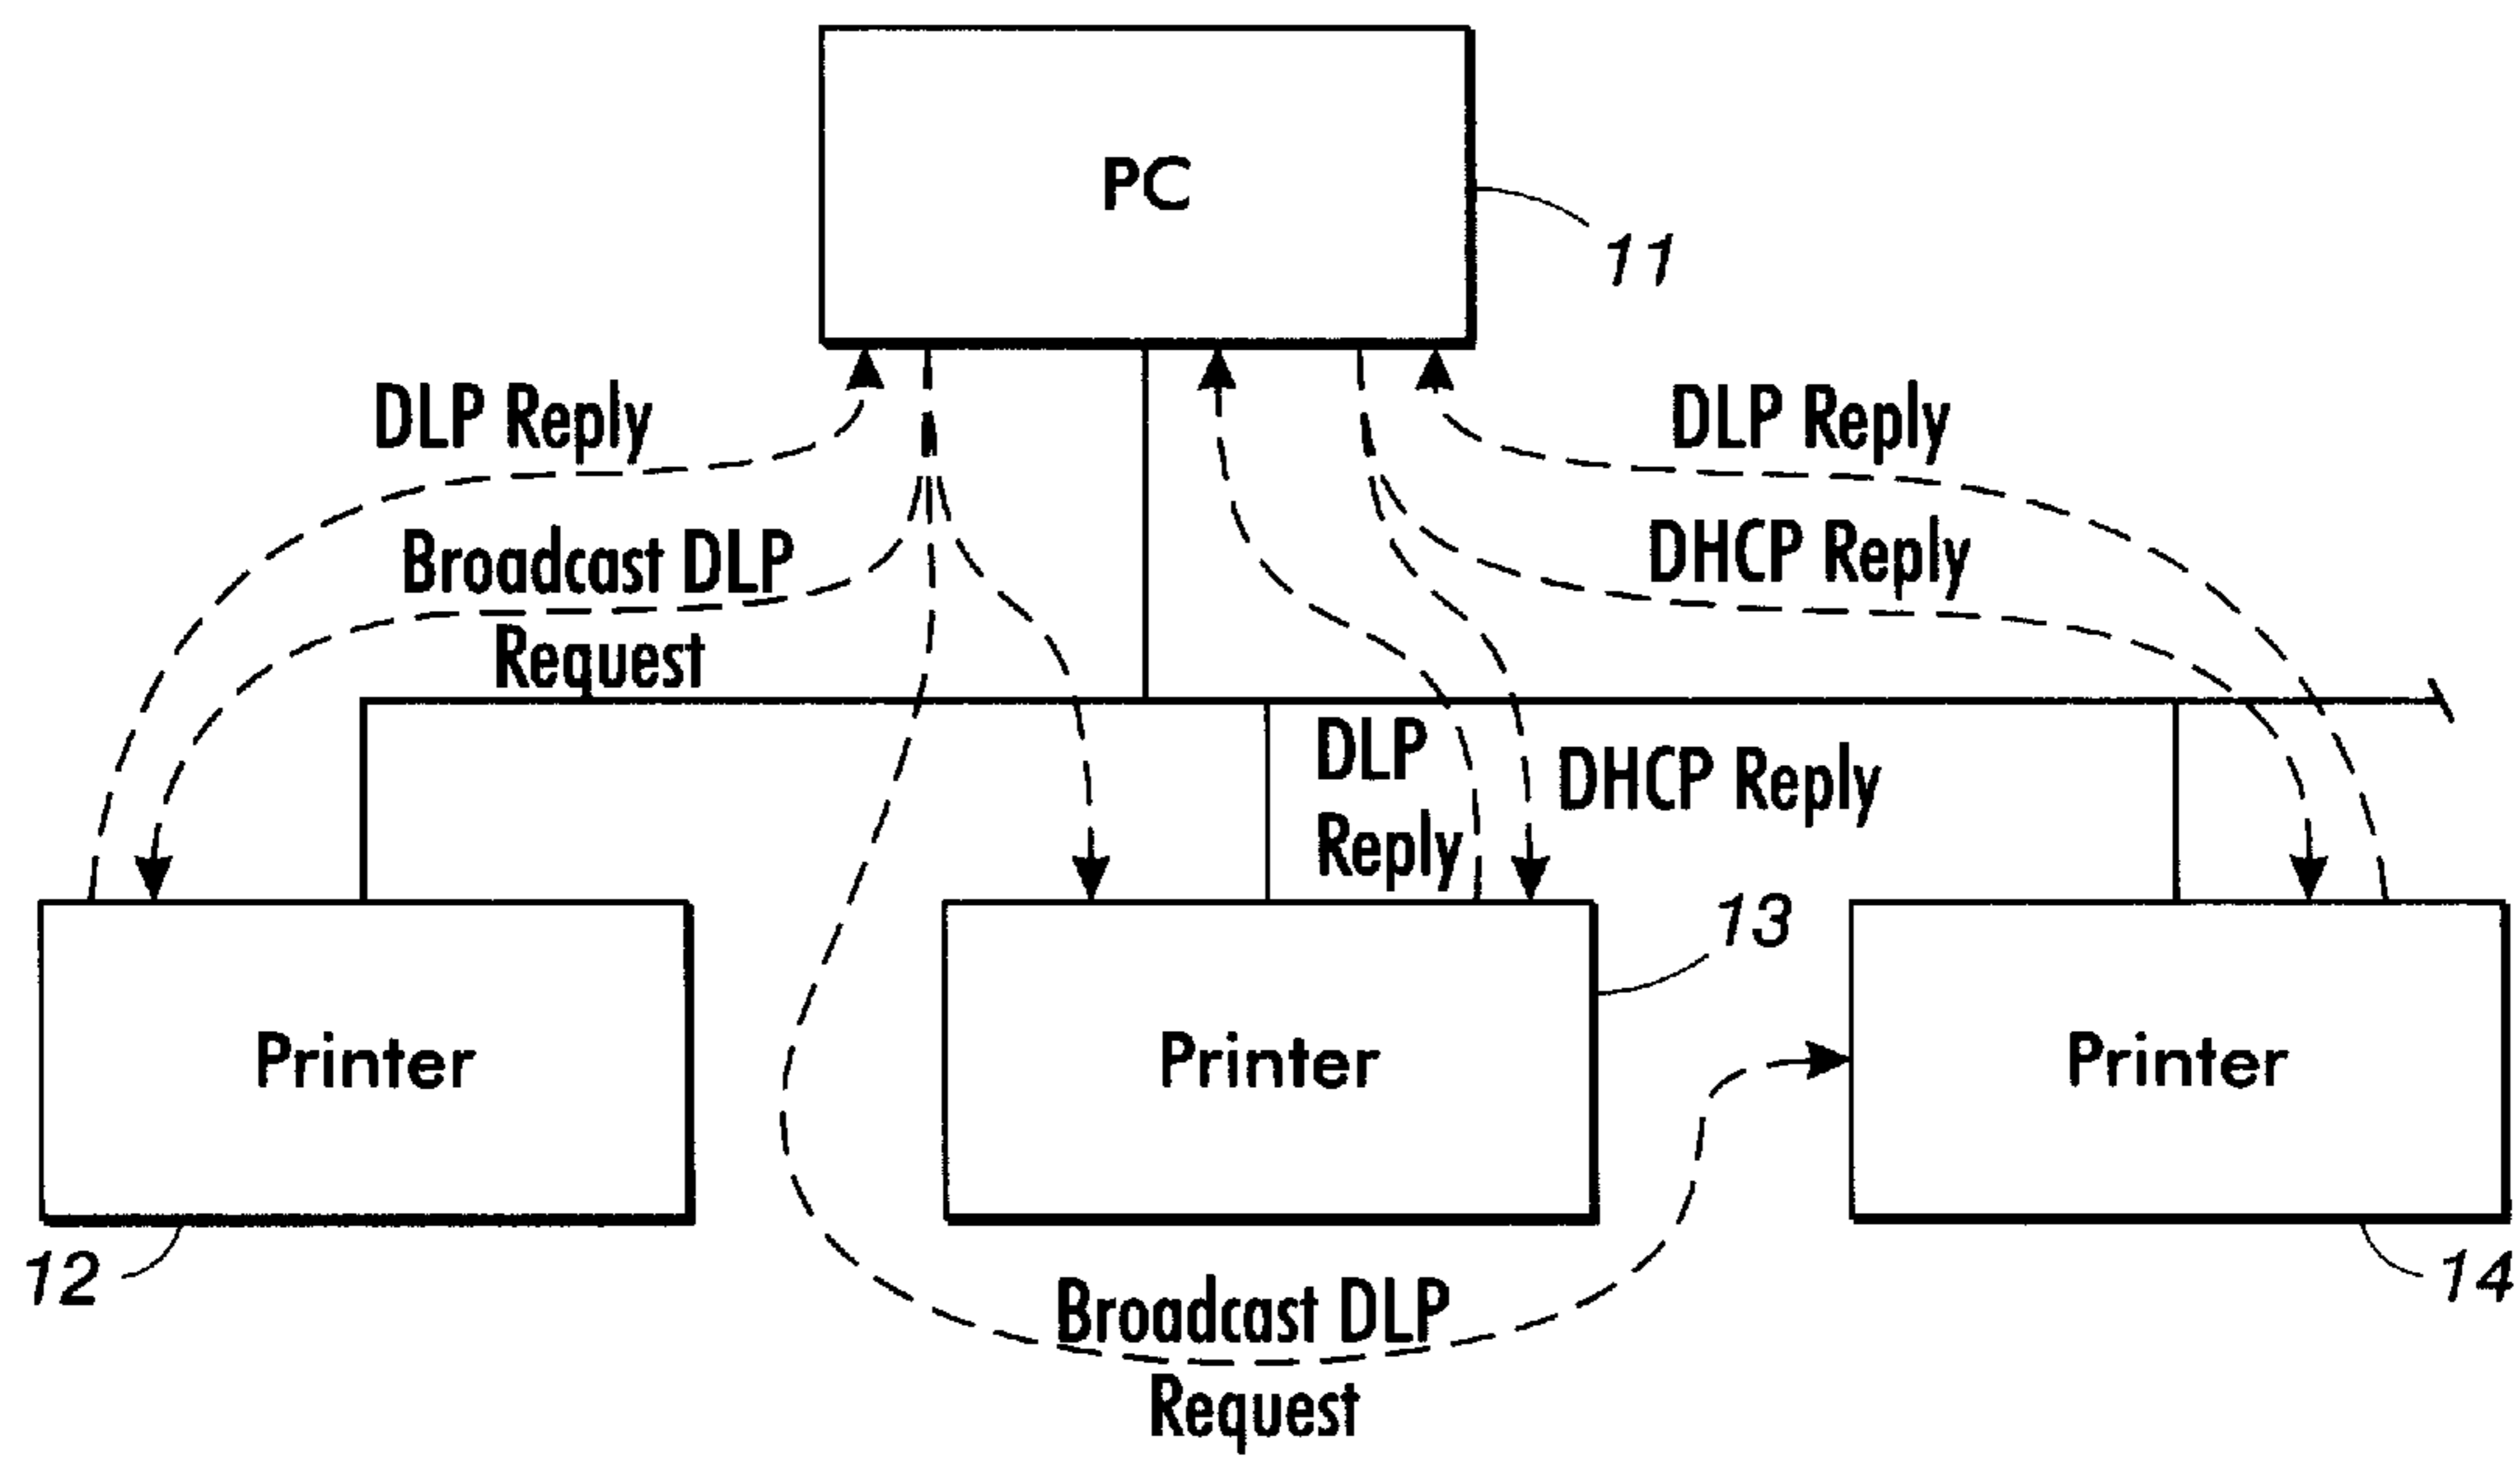 PC
11
DLP Reply
DLP Reply
Broadcast DLP
Request
DHCP Reply
DLP
Reply
DHCP Reply
13
Printer
Printer
Printer
12
14
Broadcast DLP
Request